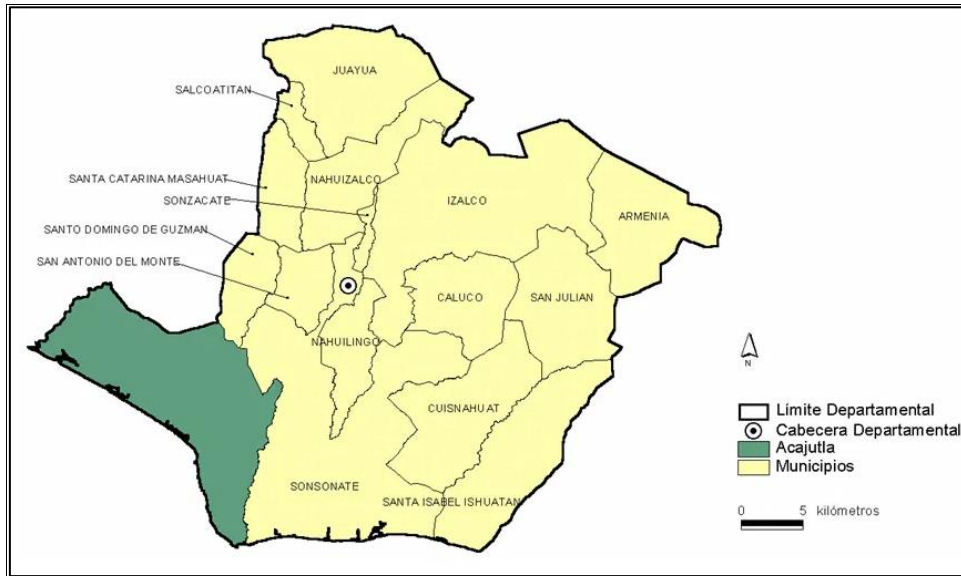 JUAYUA
SALCOATITAN
SANTA CATARINA MASAHUAT
NAHUIZALCO
SONZACATE
IZALCO
ARMENIA
SANTO DOMINGO DE GUZMAN
SAN ANTONIO DEL MONTE
CALUCO
SAN JULIAN
NAHUILINGO
CUISNAHUAT
SONSONATE
SANTA ISABEL ISHUATAN
N
Límite Departamental
Cabecera Departamental
Acajutla
Municipios
0 5 kilómetros